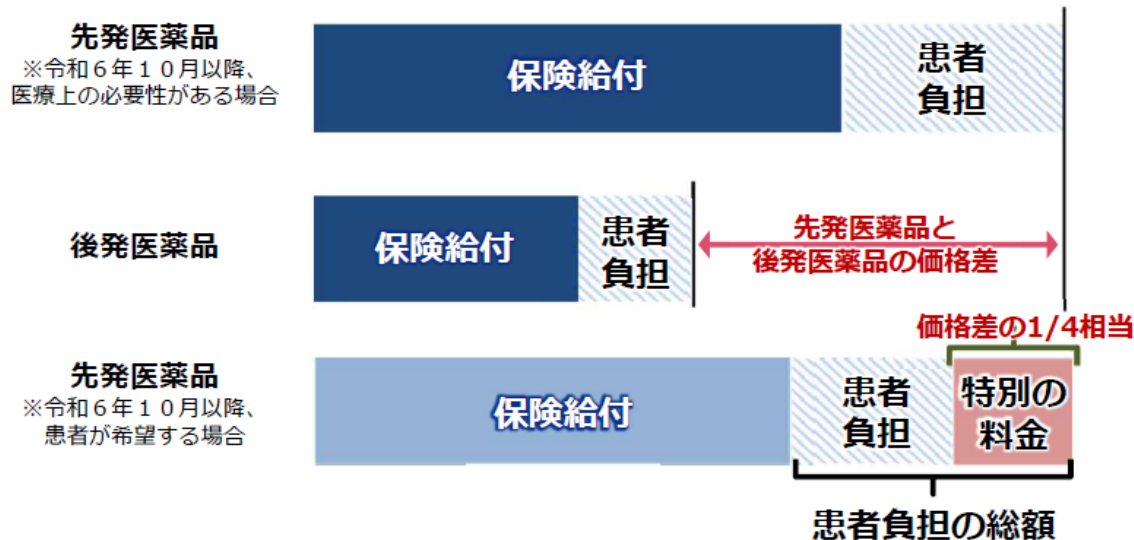 先発医薬品
※令和６年１０月以降、
医療上の必要性がある場合
保険給付
患者
負担
後発医薬品
保険給付
患者
負担
先発医薬品と
後発医薬品の価格差
価格差の1/4相当
先発医薬品
※令和６年１０月以降、
患者が希望する場合
保険給付
患者
負担
特別の
料金
患者負担の総額